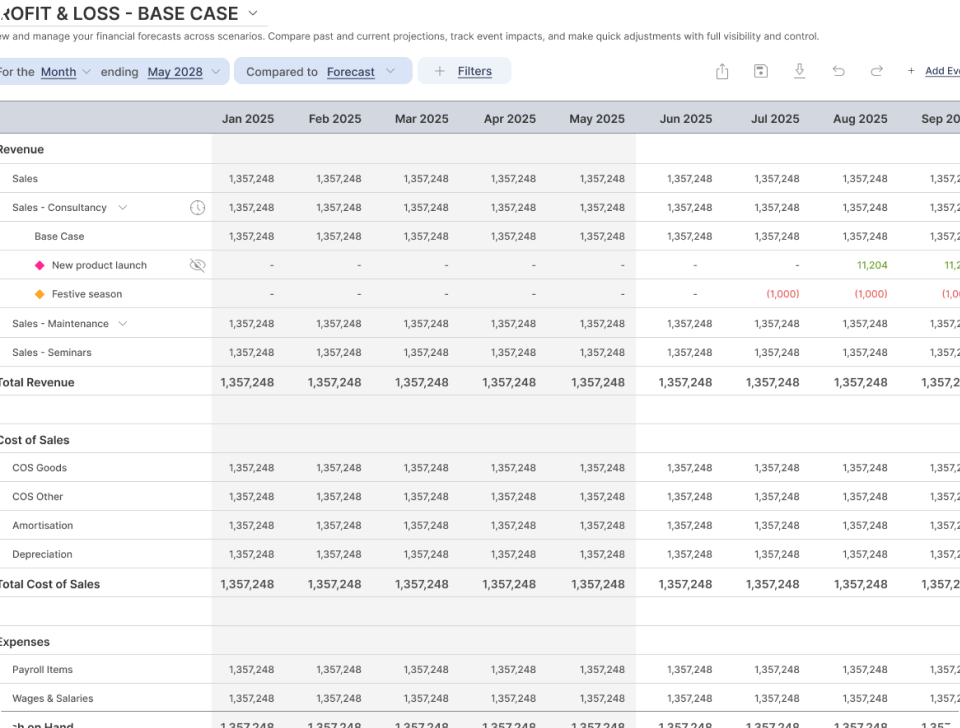 ROFIT & LOSS - BASE CASE
ew and manage your financial forecasts across scenarios. Compare past and current projections, track event impacts, and make quick adjustments with full visibility and control.
For the Month ending May 2028 Compared to Forecast + Filters + Add Eve
Jan 2025 Feb 2025 Mar 2025 Apr 2025 May 2025 Jun 2025 Jul 2025 Aug 2025 Sep 20
Revenue
Sales 1,357,248 1,357,248 1,357,248 1,357,248 1,357,248 1,357,248 1,357,248 1,357,248 1,357,2
Sales - Consultancy 1,357,248 1,357,248 1,357,248 1,357,248 1,357,248 1,357,248 1,357,248 1,357,248 1,357,2
Base Case 1,357,248 1,357,248 1,357,248 1,357,248 1,357,248 1,357,248 1,357,248 1,357,248 1,357,2
New product launch - - - - - - - 11,204 11,2
Festive season - - - - - - (1,000) (1,000) (1,0
Sales - Maintenance 1,357,248 1,357,248 1,357,248 1,357,248 1,357,248 1,357,248 1,357,248 1,357,248 1,357,2
Sales - Seminars 1,357,248 1,357,248 1,357,248 1,357,248 1,357,248 1,357,248 1,357,248 1,357,248 1,357,2
Total Revenue 1,357,248 1,357,248 1,357,248 1,357,248 1,357,248 1,357,248 1,357,248 1,357,248 1,357,2
Cost of Sales
COS Goods 1,357,248 1,357,248 1,357,248 1,357,248 1,357,248 1,357,248 1,357,248 1,357,248 1,357,2
COS Other 1,357,248 1,357,248 1,357,248 1,357,248 1,357,248 1,357,248 1,357,248 1,357,248 1,357,2
Amortisation 1,357,248 1,357,248 1,357,248 1,357,248 1,357,248 1,357,248 1,357,248 1,357,248 1,357,2
Depreciation 1,357,248 1,357,248 1,357,248 1,357,248 1,357,248 1,357,248 1,357,248 1,357,248 1,357,2
Total Cost of Sales 1,357,248 1,357,248 1,357,248 1,357,248 1,357,248 1,357,248 1,357,248 1,357,248 1,357,2
Expenses
Payroll Items 1,357,248 1,357,248 1,357,248 1,357,248 1,357,248 1,357,248 1,357,248 1,357,248 1,357,2
Wages & Salaries 1,357,248 1,357,248 1,357,248 1,357,248 1,357,248 1,357,248 1,357,248 1,357,248 1,357,2
sh on Hand 1,357,248 1,357,248 1,357,248 1,357,248 1,357,248 1,357,248 1,357,248 1,357,248